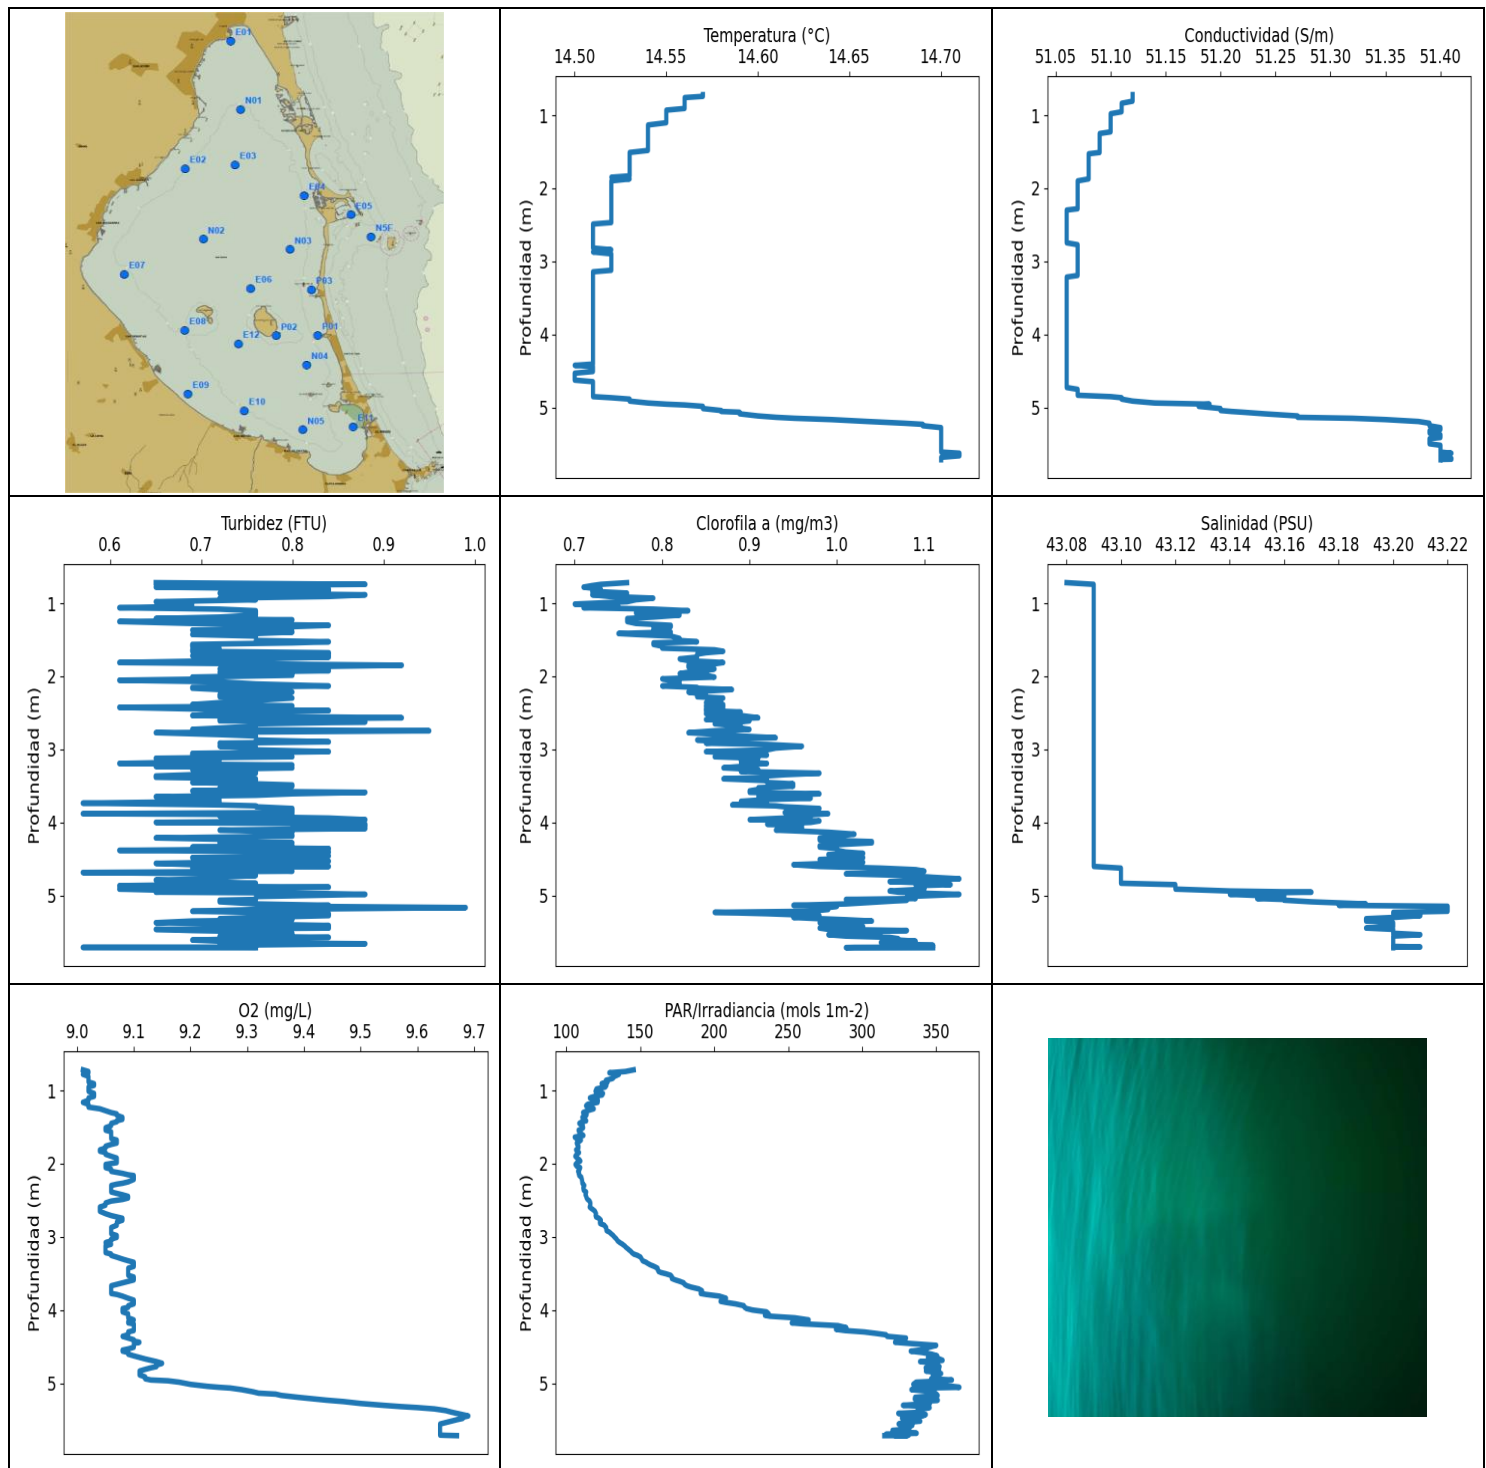 E01
N01
E02
E03
E04
E05
N5F
N02
N03
E07
E06
P03
E08
P02
P01
E12
N04
E09
E10
N05
E11
Temperatura (°C)
14.50 14.55 14.60 14.65 14.70
Profundidad (m)
1
2
3
4
5
Conductividad (S/m)
51.05 51.10 51.15 51.20 51.25 51.30 51.35 51.40
Profundidad (m)
1
2
3
4
5
Turbidez (FTU)
0.6 0.7 0.8 0.9 1.0
Profundidad (m)
1
2
3
4
5
Clorofila a (mg/m3)
0.7 0.8 0.9 1.0 1.1
Profundidad (m)
1
2
3
4
5
Salinidad (PSU)
43.08 43.10 43.12 43.14 43.16 43.18 43.20 43.22
Profundidad (m)
1
2
3
4
5
O2 (mg/L)
9.0 9.1 9.2 9.3 9.4 9.5 9.6 9.7
Profundidad (m)
1
2
3
4
5
PAR/Irradiancia (mols 1m-2)
100 150 200 250 300 350
Profundidad (m)
1
2
3
4
5